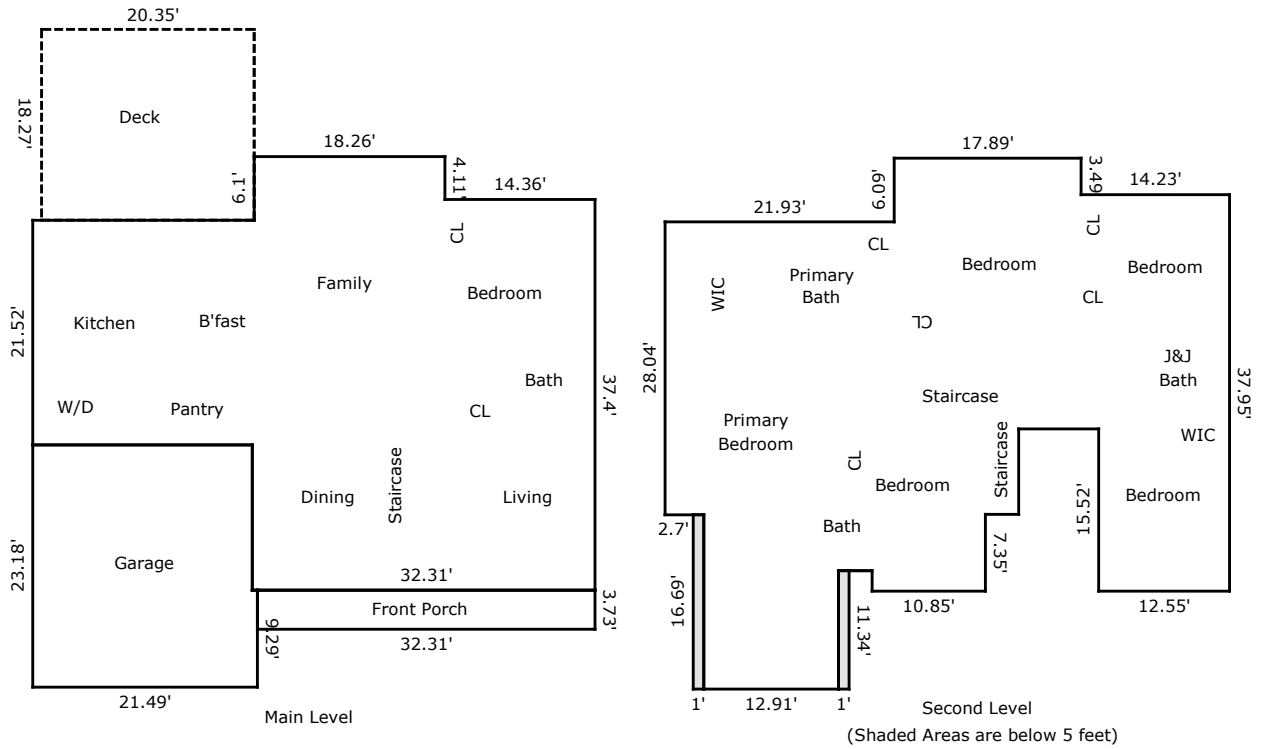 20.35'
Deck
18.27'
18.26'
6.1'
4.11'
14.36'
CL
Family
Bedroom
Kitchen
B'fast
21.52'
W/D
Pantry
Bath
CL
37.4'
Dining
Staircase
Living
Garage
23.18'
32.31'
Front Porch
3.73'
9.29'
32.31'
21.49'
Main Level
17.89'
6.09'
3.49'
14.23'
21.93'
CL
CL
WIC
Primary
Bath
Bedroom
Bedroom
CL
CL
28.04'
J&J
Bath
Staircase
37.95'
Primary
Bedroom
WIC
CL
Bedroom
Staircase
Bedroom
2.7'
Bath
15.52'
7.35'
16.69'
11.34'
10.85'
12.55'
1'
12.91'
1'
Second Level
(Shaded Areas are below 5 feet)